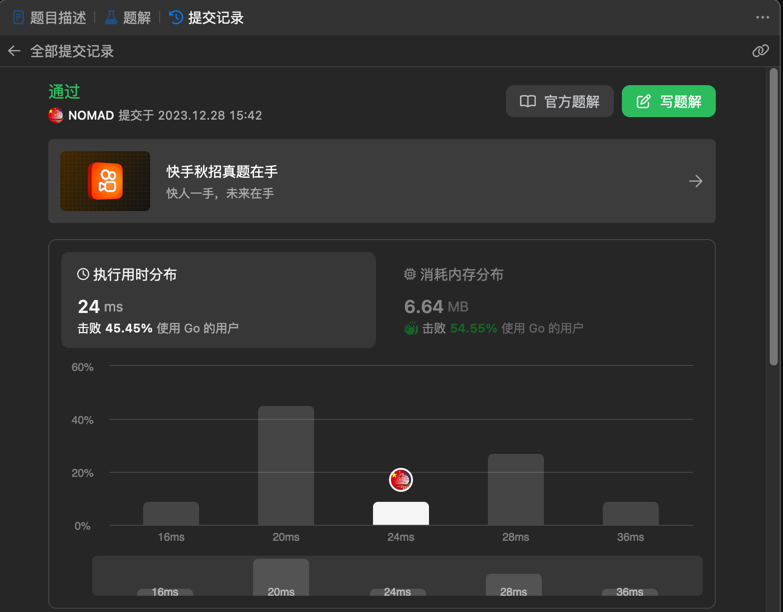 题目描述 题解 提交记录
全部提交记录
通过
NOMAD 提交于 2023.12.28 15:42
官方题解
写题解
快手秋招真题在手
快人一手，未来在手
执行用时分布
24 ms
击败 45.45% 使用 Go 的用户
消耗内存分布
6.64 MB
击败 54.55% 使用 Go 的用户
60%
40%
20%
0%
16ms 20ms 24ms 28ms 36ms
16ms 20ms 24ms 28ms 36ms